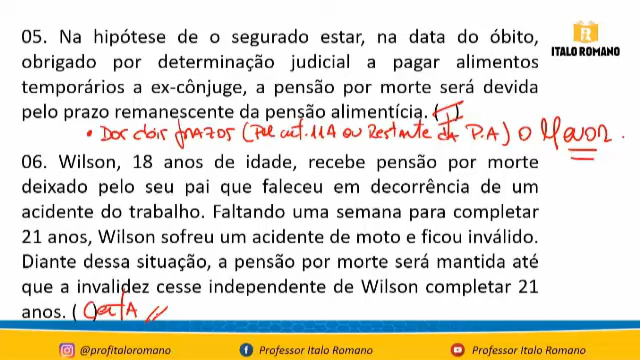 ITALO ROMANO
05. Na hipótese de o segurado estar, na data do óbito,
obrigado por determinação judicial a pagar alimentos
temporários a ex-cônjuge, a pensão por morte será devida
pelo prazo remanescente da pensão alimentícia. ( )
• Dos dois prazos ( ou Restante da P.A) o Menor.
06. Wilson, 18 anos de idade, recebe pensão por morte
deixado pelo seu pai que faleceu em decorrência de um
acidente do trabalho. Faltando uma semana para completar
21 anos, Wilson sofreu um acidente de moto e ficou inválido.
Diante dessa situação, a pensão por morte será mantida até
que a invalidez cesse independente de Wilson completar 21
anos. ( ) Certa
@profitaloromano Professor Italo Romano Professor Italo Romano